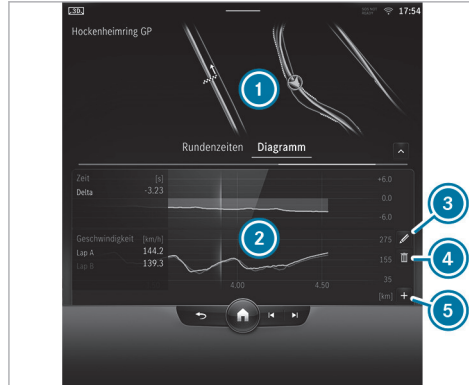 3D
17:54
Hockenheimring GP
1
Rundenzeiten Diagramm
Zeit [s]
Delta -3.23
+6.0
0.0
-6.0
2
3
Geschwindigkeit [km/h]
Lap A 144.2
Lap B 139.3
275
155
35
4
4.00 4.50 [km]
5